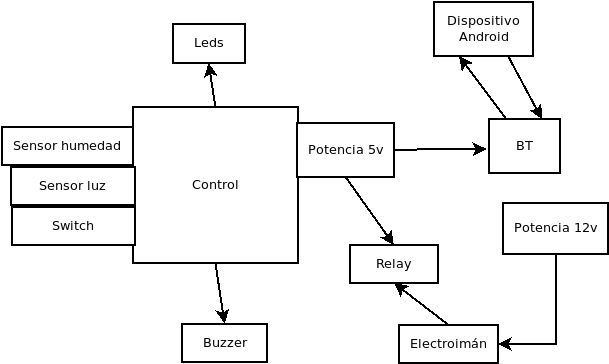 Dispositivo
Android
Leds
Sensor humedad
Sensor luz
Switch
Control
Potencia 5v
BT
Potencia 12v
Relay
Buzzer
Electroimán